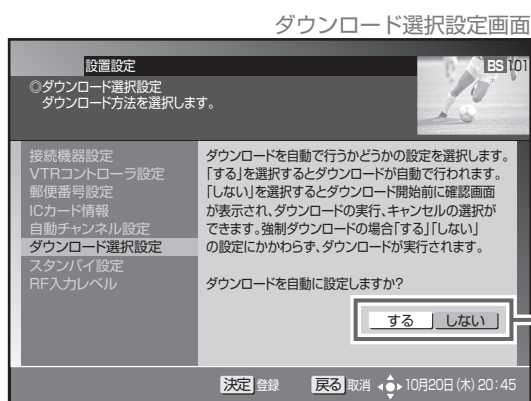 ダウンロード選択設定画面
設置設定
BS 101
◎ダウンロード選択設定
ダウンロード方法を選択します。
接続機器設定
VTRコントローラ設定
郵便番号設定
ICカード情報
自動チャンネル設定
ダウンロード選択設定
スタンバイ設定
RF入力レベル
ダウンロードを自動で行うかどうかの設定を選択します。
「する」を選択するとダウンロードが自動で行われます。
「しない」を選択するとダウンロード開始前に確認画面
が表示され、ダウンロードの実行、キャンセルの選択が
できます。強制ダウンロードの場合「する」「しない」
の設定にかかわらず、ダウンロードが実行されます。
ダウンロードを自動に設定しますか?
する しない
決定 登録 戻る 取消 10月20日(木) 20:45